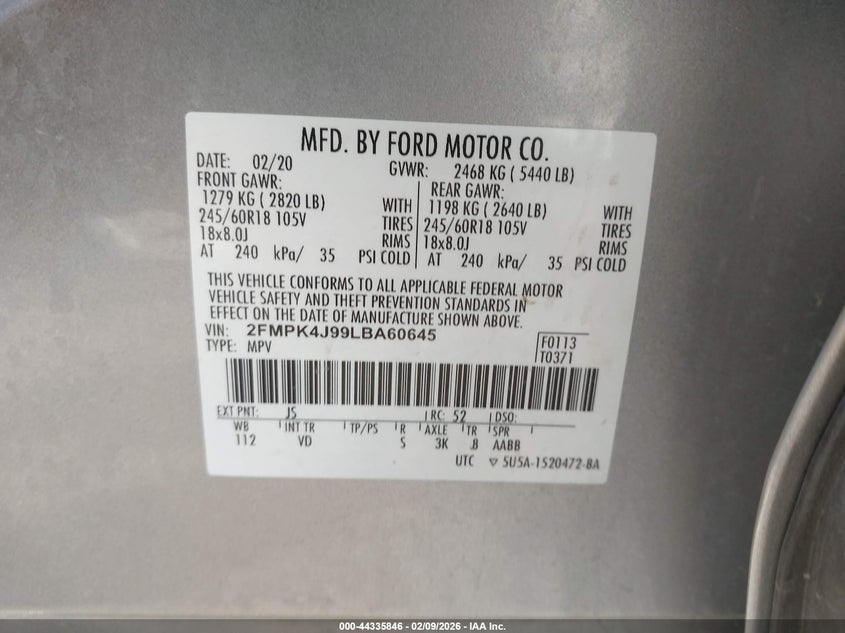 MFD. BY FORD MOTOR CO.
DATE: 02/20 GVWR: 2468 KG ( 5440 LB)
FRONT GAWR: REAR GAWR:
1279 KG ( 2820 LB) WITH 1198 KG ( 2640 LB) WITH
245/60R18 105V TIRES 245/60R18 105V TIRES
18x8.0J RIMS 18x8.0J RIMS
AT 240 kPa/ 35 PSI COLD AT 240 kPa/ 35 PSI COLD
THIS VEHICLE CONFORMS TO ALL APPLICABLE FEDERAL MOTOR
VEHICLE SAFETY AND THEFT PREVENTION STANDARDS IN
EFFECT ON THE DATE OF MANUFACTURE SHOWN ABOVE.
VIN: 2FMPK4J99LBA60645 F0113
TYPE: MPV T0371
EXT PNT: JS RC: 52 DSO:
WB INT TR TP/PS R AXLE TR SPR
112 VD S 3K .8 AABB
UTC ▽ 5U5A-1520472-BA
000-44335846 - 02/09/2026 - IAA Inc.